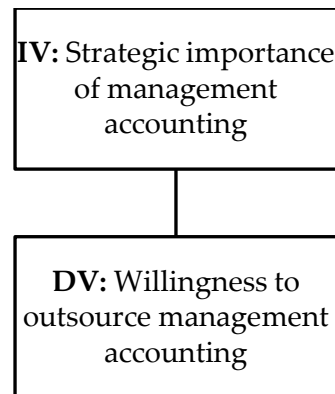 IV: Strategic importance
of management
accounting
DV: Willingness to
outsource management
accounting